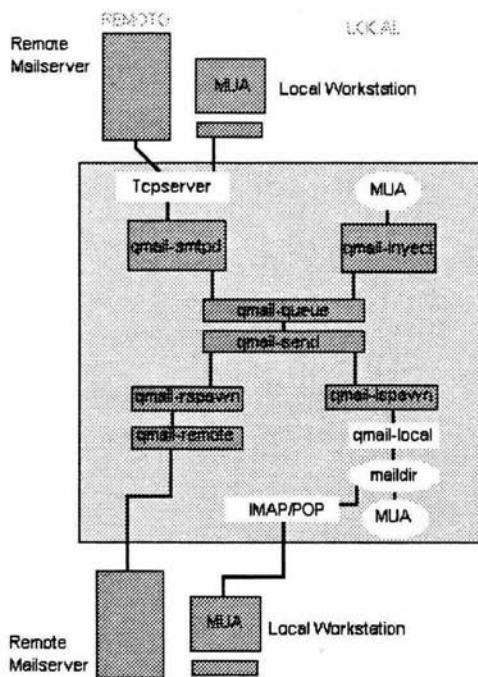 REMOTO
LOCAL
Remote
Mailserver
MUA
Local Workstation
Tcpserver
MUA
qmail-smtpd
qmail-inyect
qmail-queue
qmail-send
qmail-rspawn
qmail-lspawn
qmail-remote
qmail-local
maildir
IMAP/POP
MUA
Remote
Mailserver
MUA
Local Workstation